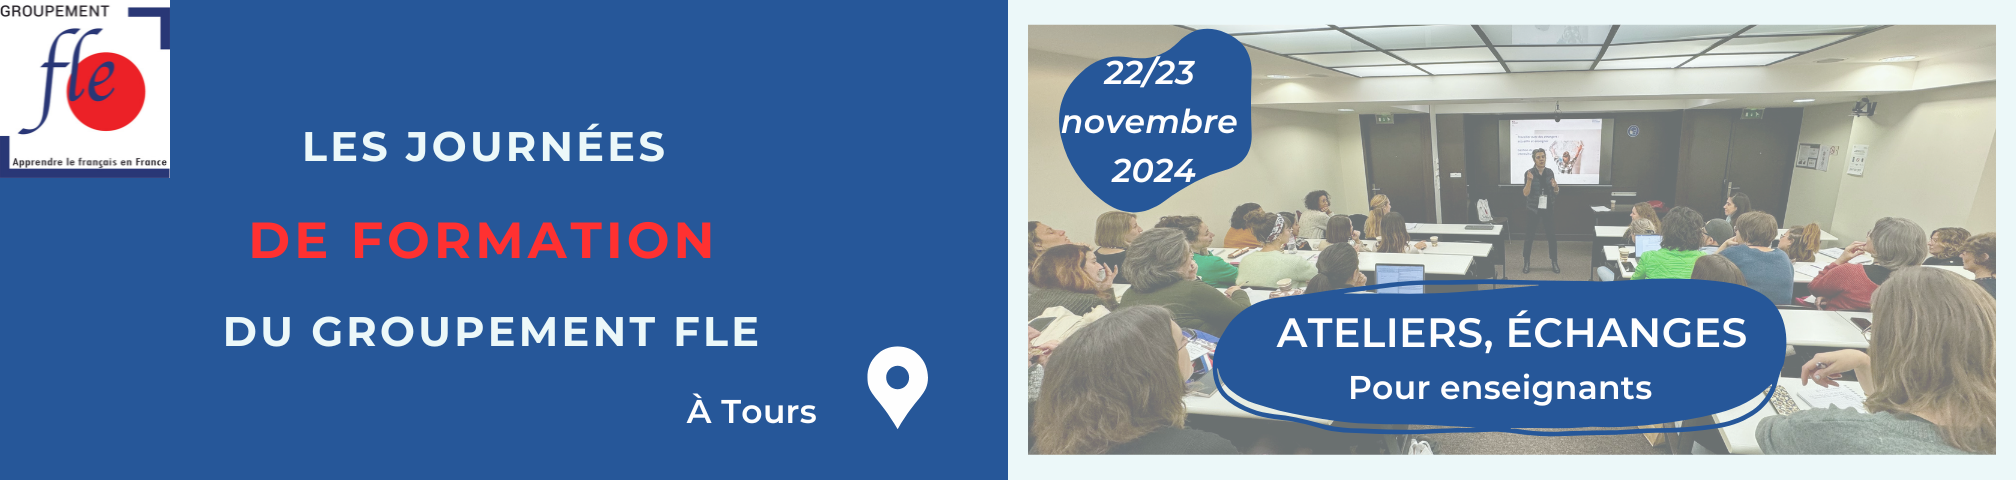 GROUPEMENT
fle
Apprendre le français en France
LES JOURNÉES
DE FORMATION
DU GROUPEMENT FLE
À Tours
22/23
novembre
2024
ATELIERS, ÉCHANGES
Pour enseignants